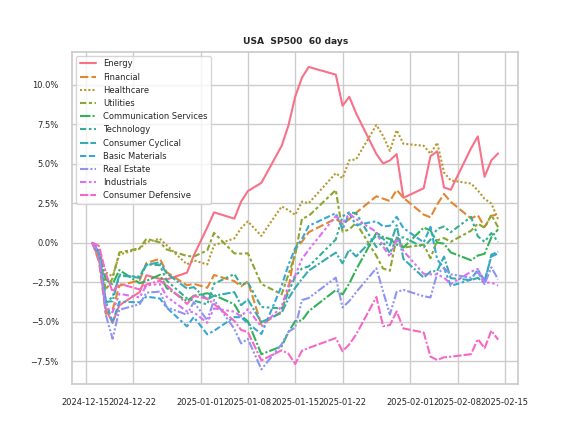 USA SP500 60 days
Energy
Financial
Healthcare
Utilities
Communication Services
Technology
Consumer Cyclical
Basic Materials
Real Estate
Industrials
Consumer Defensive
10.0%
7.5%
5.0%
2.5%
0.0%
−2.5%
−5.0%
−7.5%
2024-12-15 2024-12-22 2025-01-01 2025-01-08 2025-01-15 2025-01-22 2025-02-01 2025-02-08 2025-02-15